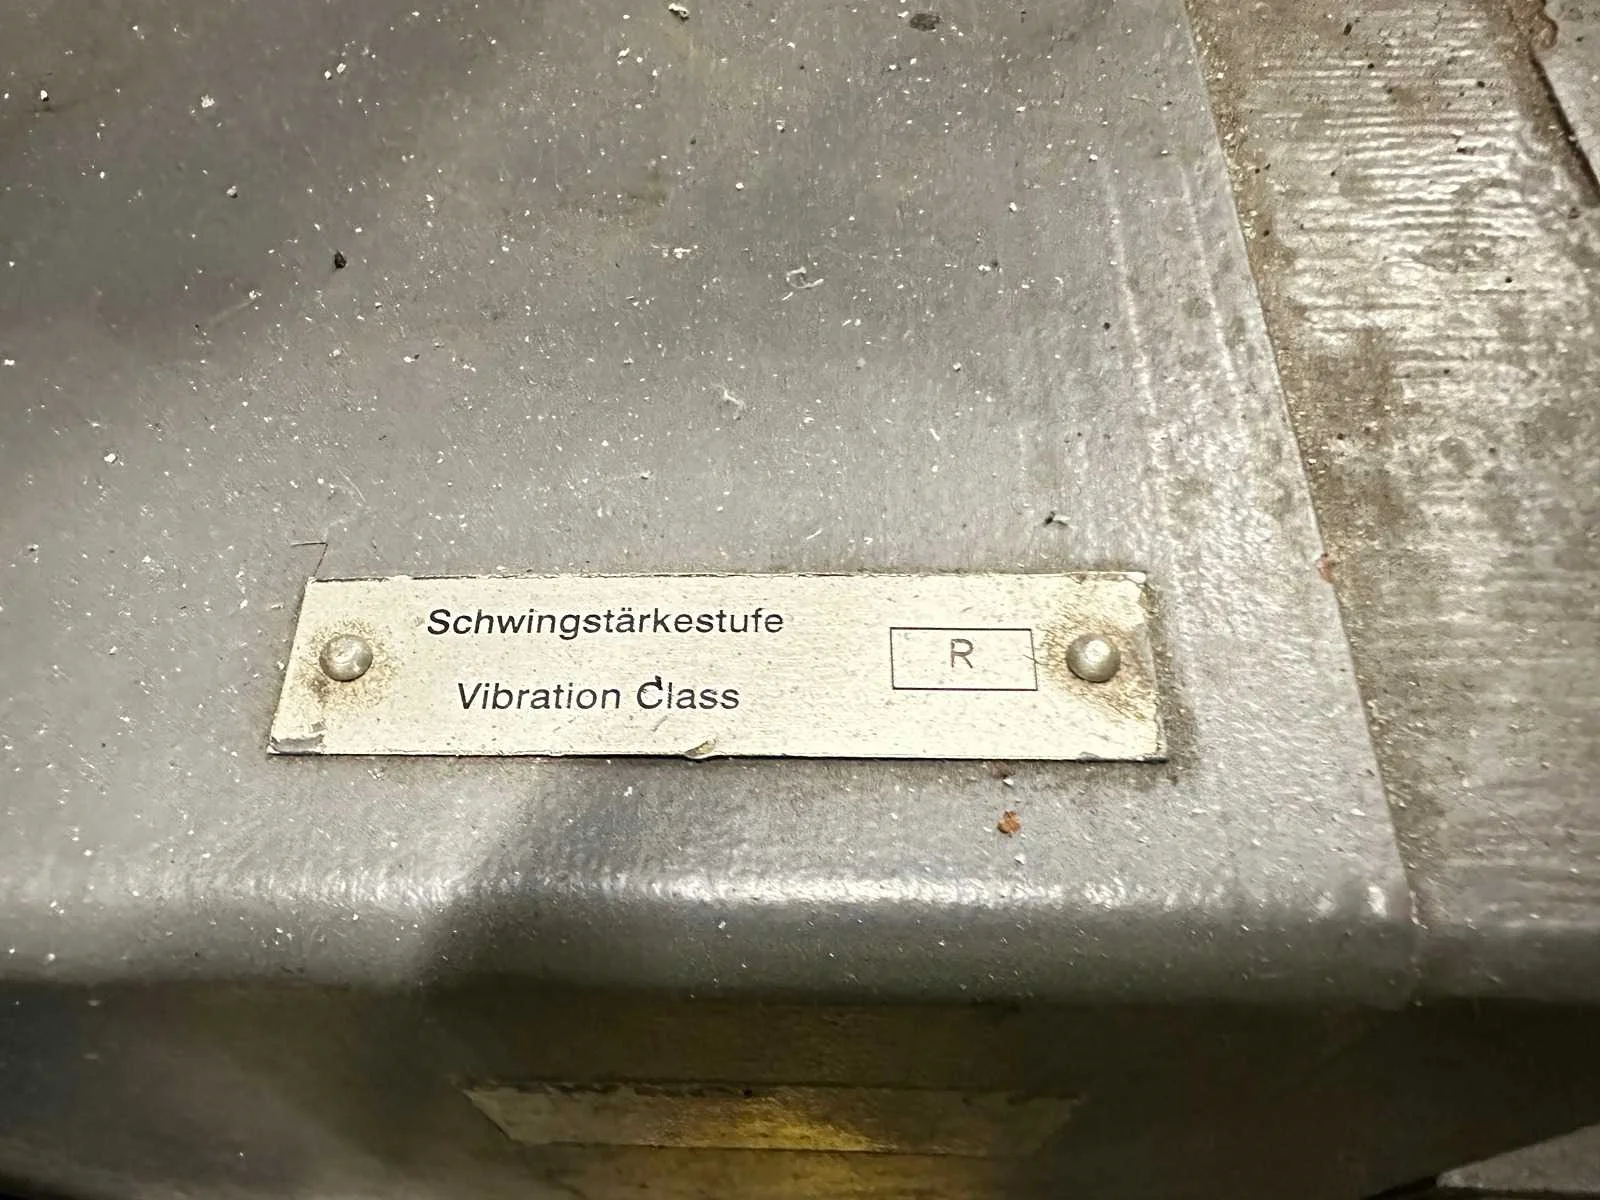 Schwingstärkestufe
R
Vibration Class